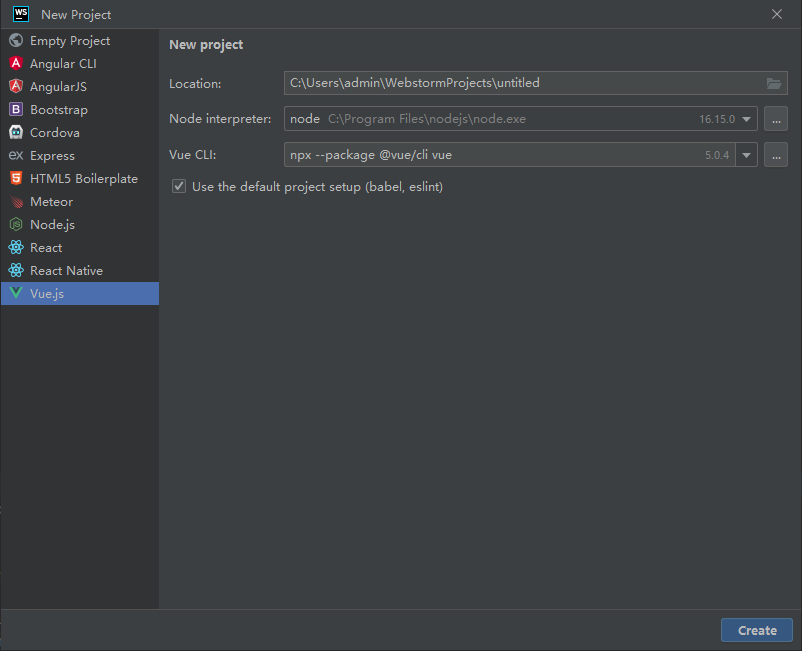 WS
New Project
Empty Project
Angular CLI
AngularJS
B Bootstrap
Cordova
ex Express
HTML5 Boilerplate
Meteor
Node.js
React
React Native
Vue.js
New project
Location: C:\Users\admin\WebstormProjects\untitled
Node interpreter: node C:\Program Files\nodejs\node.exe 16.15.0 ...
Vue CLI: npx --package @vue/cli vue 5.0.4 ...
Use the default project setup (babel, eslint)
Create